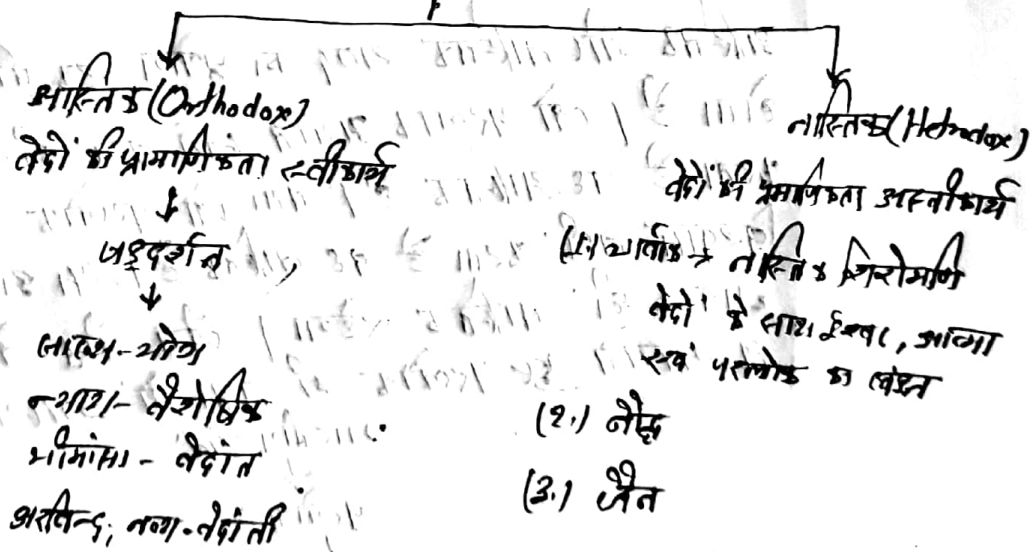 आस्तिक (Orthodox)
वेदों की प्रामाणिकता स्वीकार्य
षड्दर्शन
सांख्य - योग
न्याय - वैशेषिक
मीमांसा - वेदांत
अरविन्द, नव्य-वेदांती
नास्तिक (Hetrodox)
वेदों की प्रमाणिकता अस्वीकार्य
(1.) चार्वाक → नास्तिक शिरोमणि
वेदों के साथ ईश्वर, आत्मा
एवं परलोक का खंडन
(2.) बौद्ध
(3.) जैन